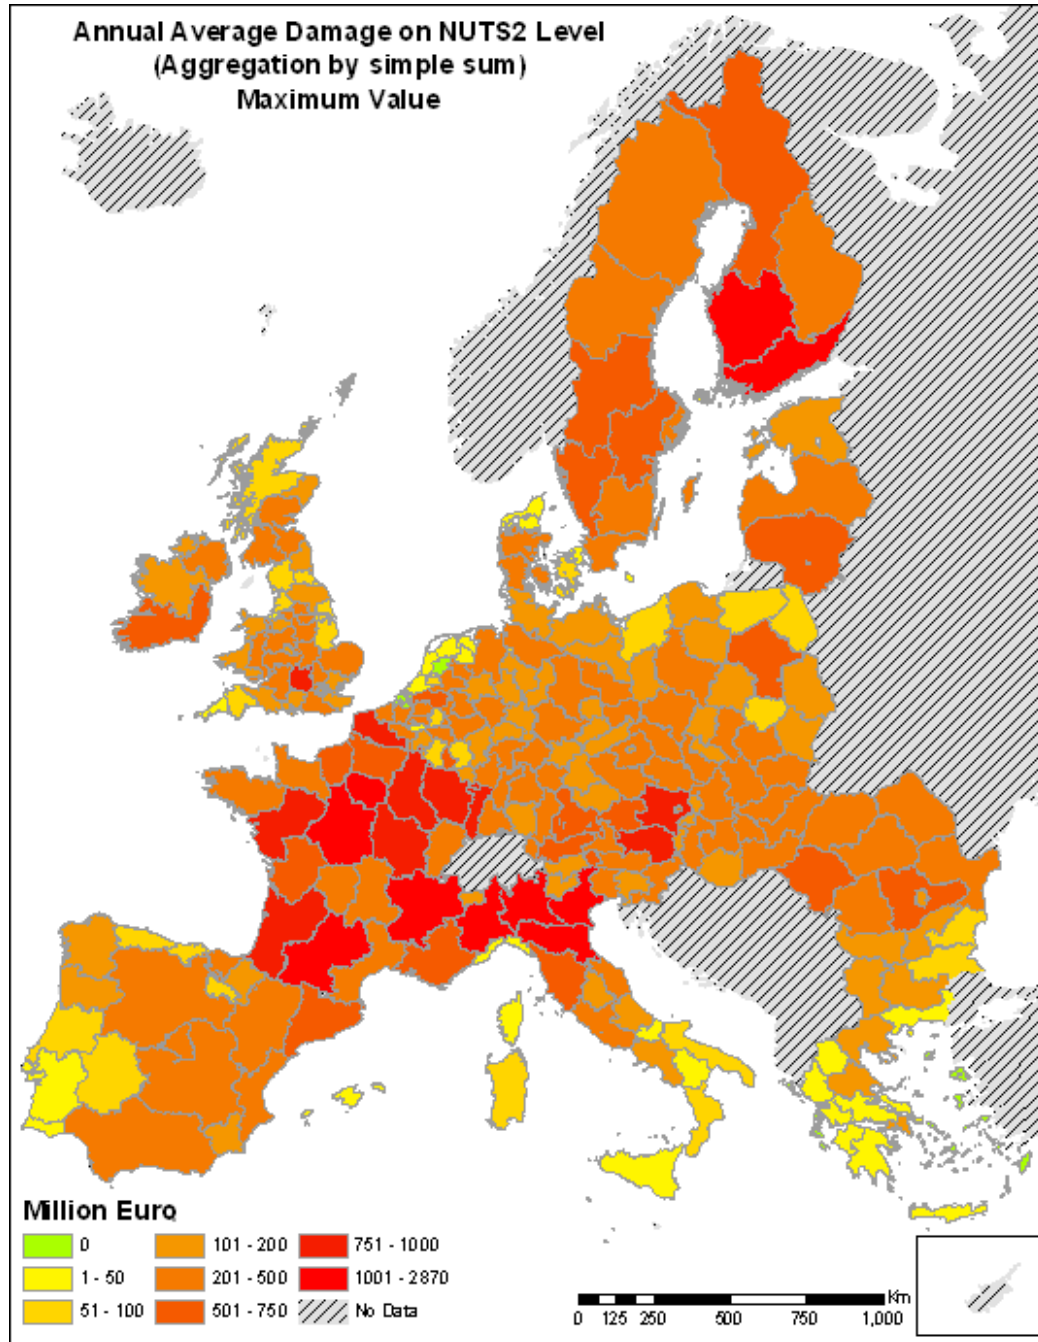 Annual Average Damage on NUTS2 Level
(Aggregation by simple sum)
Maximum Value
Million Euro
0
1 - 50
51 - 100
101 - 200
201 - 500
501 - 750
751 - 1000
1001 - 2870
No Data
Km
0 125 250 500 750 1,000